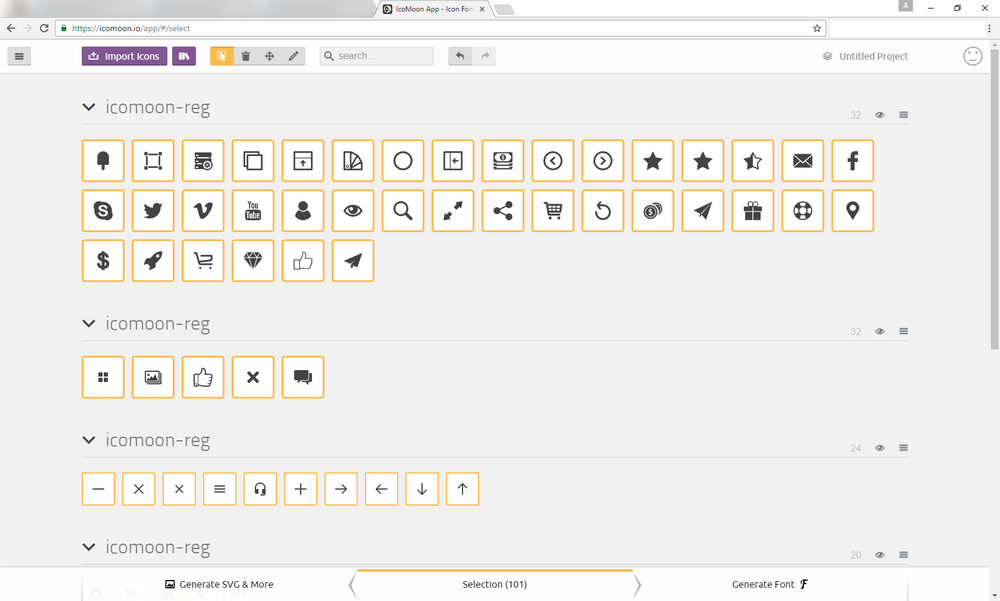 IcoMoon App - Icon Fon
https://icomoon.io/app/#/select
Import Icons
search...
Untitled Project
icomoon-reg
32
You
Tube
icomoon-reg
32
icomoon-reg
24
icomoon-reg
20
Generate SVG & More
Selection (101)
Generate Font